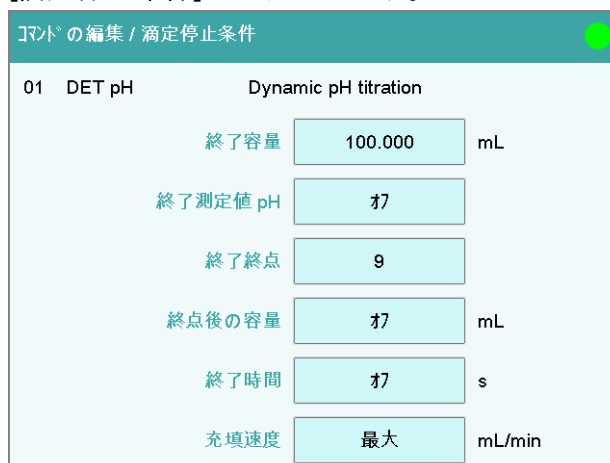 ｺﾏﾝﾄﾞの編集 / 滴定停止条件
01 DET pH Dynamic pH titration
終了容量 100.000 mL
終了測定値 pH ｵﾌ
終了終点 9
終点後の容量 ｵﾌ mL
終了時間 ｵﾌ s
充填速度 最大 mL/min